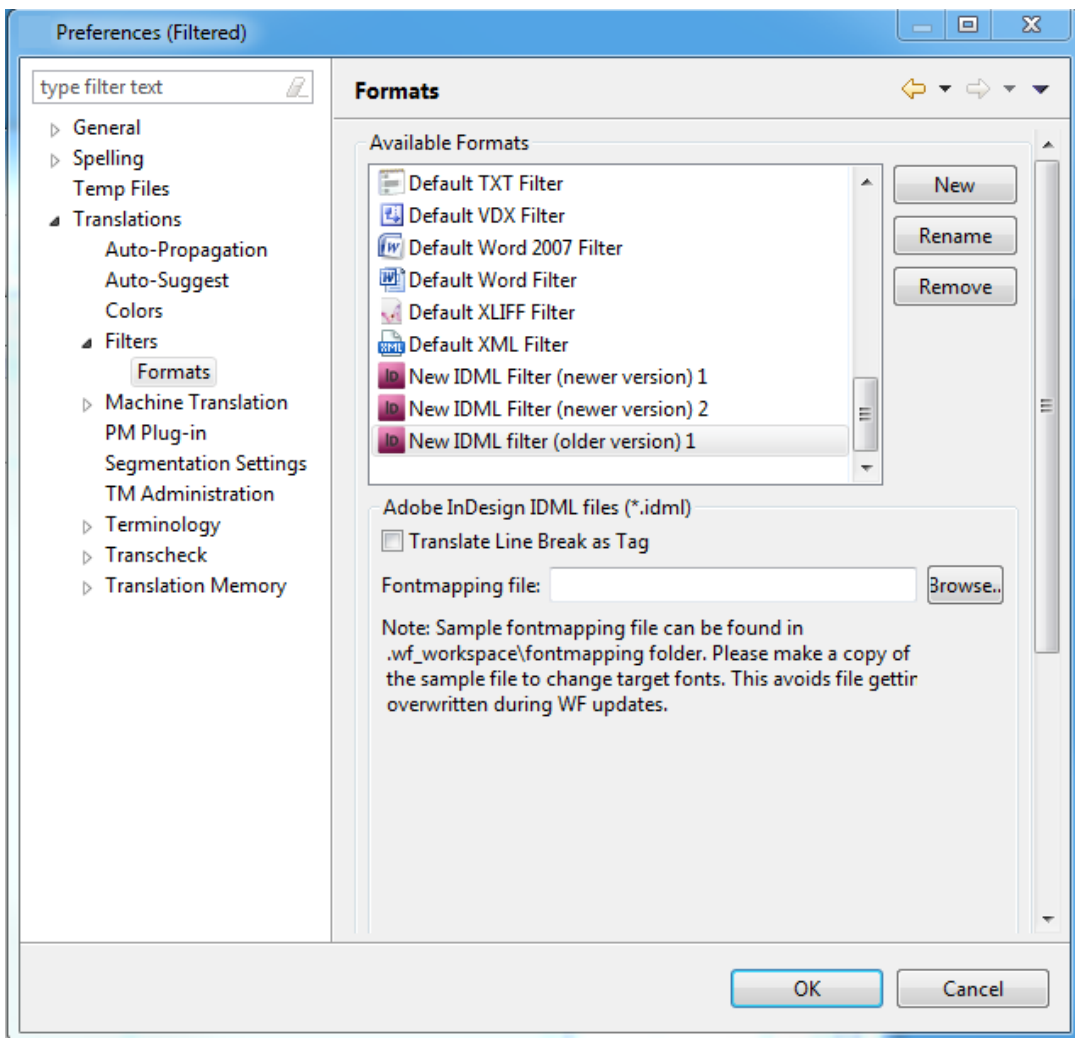 Preferences (Filtered)
type filter text
General
Spelling
Temp Files
Translations
Auto-Propagation
Auto-Suggest
Colors
Filters
Formats
Machine Translation
PM Plug-in
Segmentation Settings
TM Administration
Terminology
Transcheck
Translation Memory
Formats
Available Formats
Default TXT Filter
Default VDX Filter
Default Word 2007 Filter
Default Word Filter
Default XLIFF Filter
Default XML Filter
New IDML Filter (newer version) 1
New IDML Filter (newer version) 2
New IDML filter (older version) 1
New
Rename
Remove
Adobe InDesign IDML files (*.idml)
Translate Line Break as Tag
Fontmapping file:
Browse..
Note: Sample fontmapping file can be found in
.wf_workspace\fontmapping folder. Please make a copy of
the sample file to change target fonts. This avoids file gettin
overwritten during WF updates.
OK
Cancel